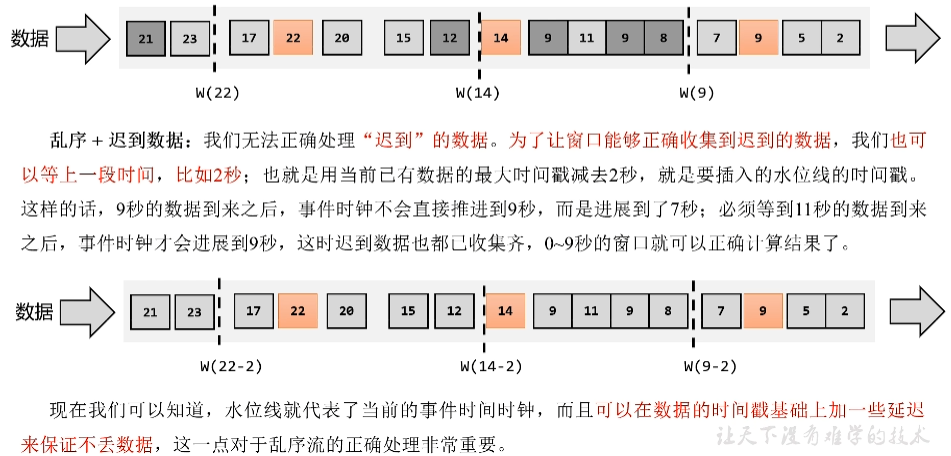 数据 21 23 17 22 20 15 12 14 9 11 9 8 7 9 5 2
W(22) W(14) W(9)
乱序 + 迟到数据：我们无法正确处理“迟到”的数据。为了让窗口能够正确收集到迟到的数据，我们也可
以等上一段时间，比如2秒；也就是用当前已有数据的最大时间戳减去2秒，就是要插入的水位线的时间戳。
这样的话，9秒的数据到来之后，事件时钟不会直接推进到9秒，而是进展到了7秒；必须等到11秒的数据到来
之后，事件时钟才会进展到9秒，这时迟到数据也都已收集齐，0~9秒的窗口就可以正确计算结果了。
数据 21 23 17 22 20 15 12 14 9 11 9 8 7 9 5 2
W(22-2) W(14-2) W(9-2)
现在我们可以知道，水位线就代表了当前的事件时间时钟，而且可以在数据的时间戳基础上加一些延迟
来保证不丢数据，这一点对于乱序流的正确处理非常重要。
让天下没有难学的技术